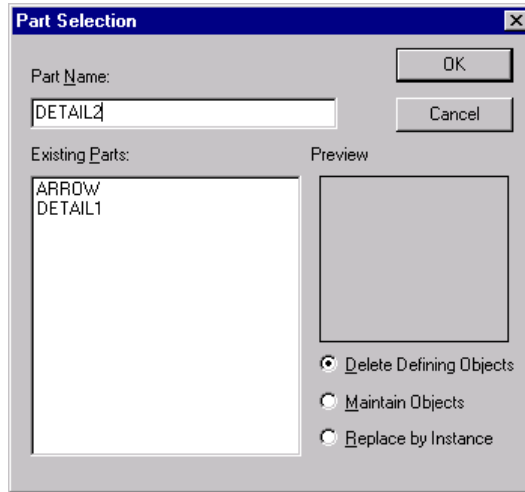 Part Selection
Part Name:
OK
DETAIL2
Cancel
Existing Parts:
Preview
ARROW
DETAIL1
Delete Defining Objects
Maintain Objects
Replace by Instance